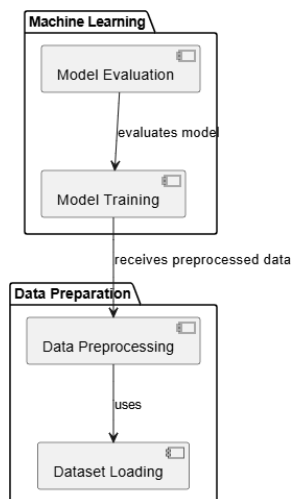 Machine Learning
Model Evaluation
evaluates model
Model Training
receives preprocessed data
Data Preparation
Data Preprocessing
uses
Dataset Loading